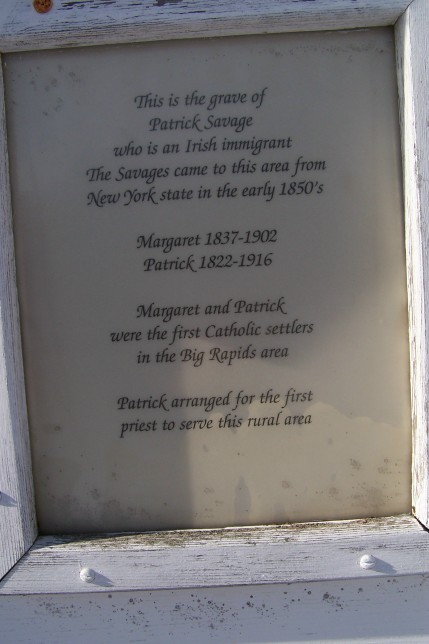 This is the grave of
Patrick Savage
who is an Irish immigrant
The Savages came to this area from
New York state in the early 1850's
Margaret 1837-1902
Patrick 1822-1916
Margaret and Patrick
were the first Catholic settlers
in the Big Rapids area
Patrick arranged for the first
priest to serve this rural area